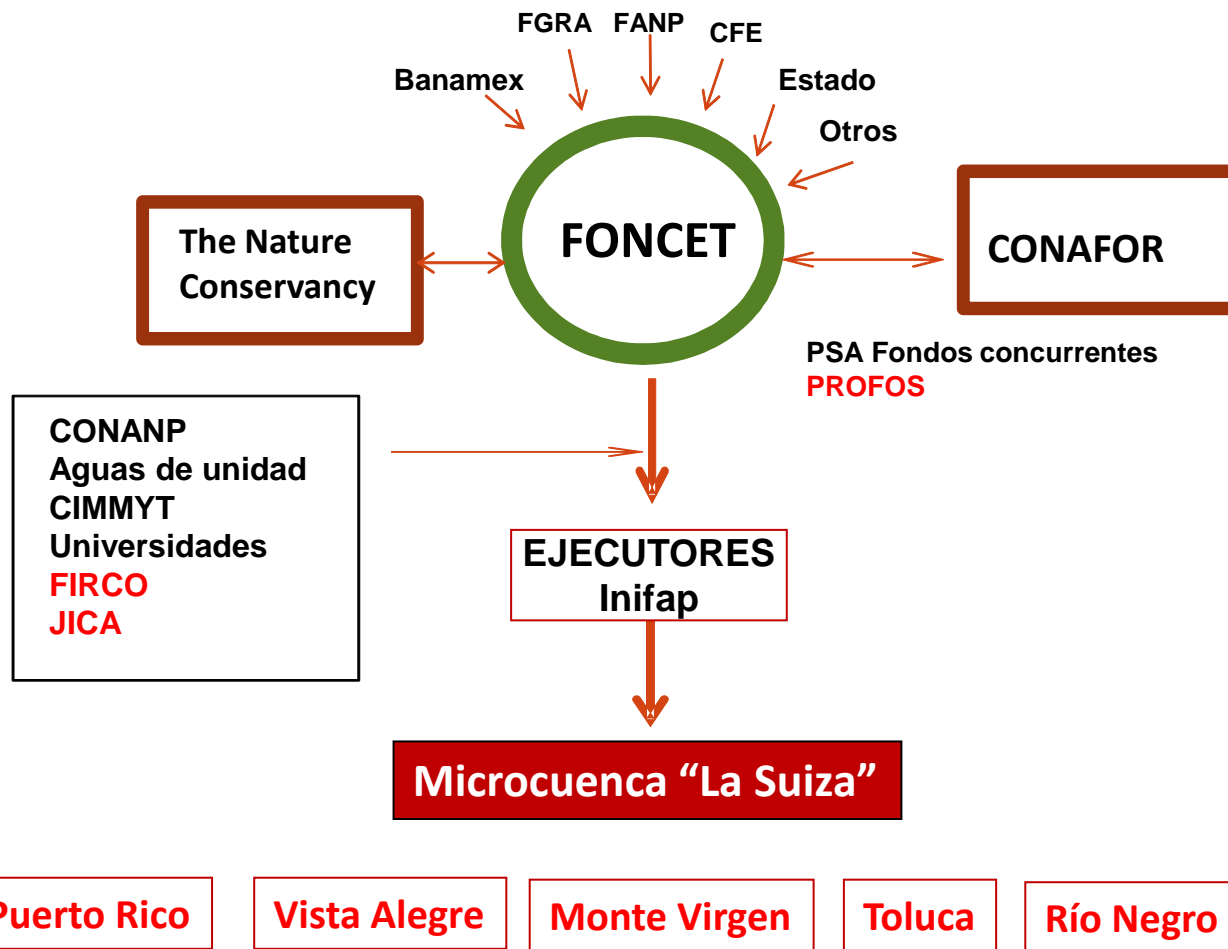 FGRA
FANP
CFE
Banamex
Estado
Otros
The Nature
Conservancy
FONCET
CONAFOR
PSA Fondos concurrentes
PROFOS
CONANP
Aguas de unidad
CIMMYT
Universidades
FIRCO
JICA
EJECUTORES
Inifap
Microcuenca “La Suiza”
Puerto Rico
Vista Alegre
Monte Virgen
Toluca
Río Negro